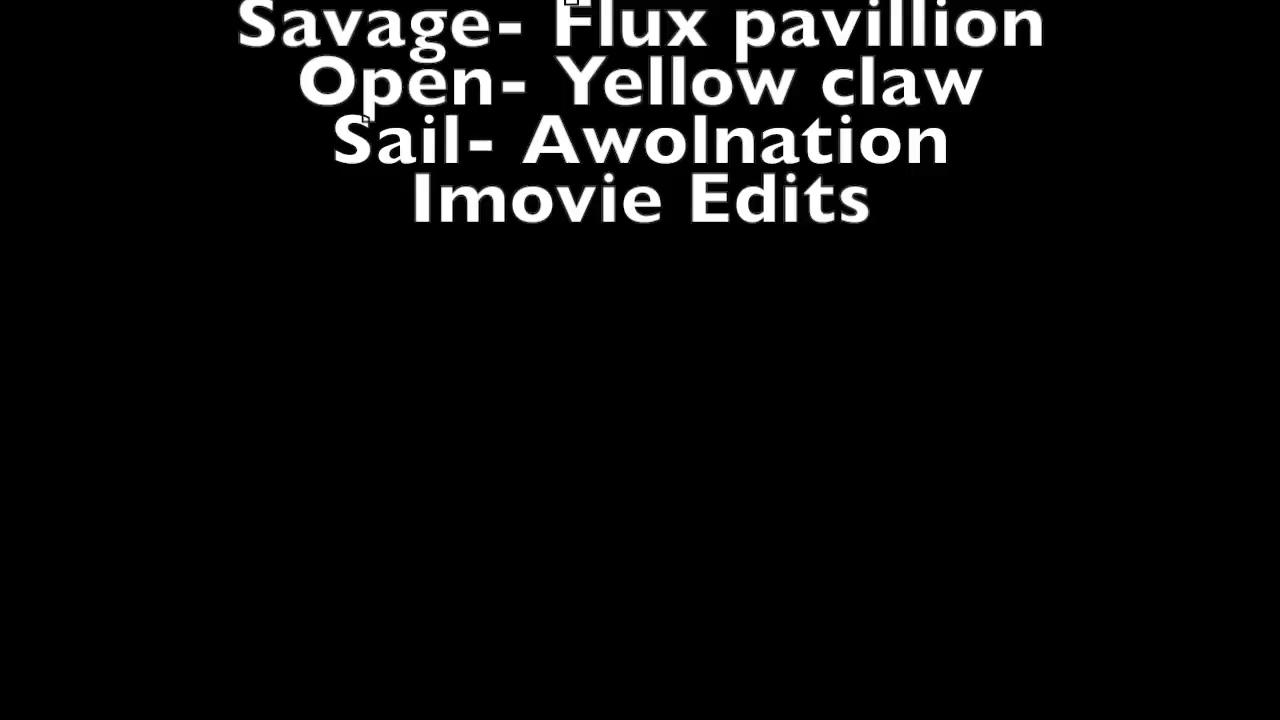 Savage- Flux pavillion
Open- Yellow claw
Sail- Awolnation
Imovie Edits